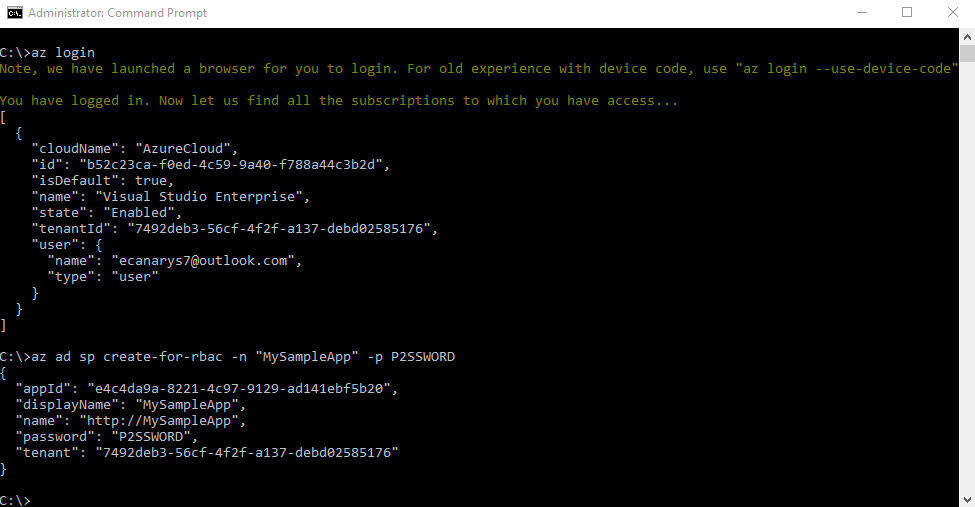 Administrator: Command Prompt
C:\>az login
Note, we have launched a browser for you to login. For old experience with device code, use "az login --use-device-code"
You have logged in. Now let us find all the subscriptions to which you have access...
[
  {
    "cloudName": "AzureCloud",
    "id": "b52c23ca-f0ed-4c59-9a40-f788a44c3b2d",
    "isDefault": true,
    "name": "Visual Studio Enterprise",
    "state": "Enabled",
    "tenantId": "7492deb3-56cf-4f2f-a137-debd02585176",
    "user": {
      "name": "ecanarys7@outlook.com",
      "type": "user"
    }
  }
]
C:\>az ad sp create-for-rbac -n "MySampleApp" -p P2SSWORD
{
  "appId": "e4c4da9a-8221-4c97-9129-ad141ebf5b20",
  "displayName": "MySampleApp",
  "name": "http://MySampleApp",
  "password": "P2SSWORD",
  "tenant": "7492deb3-56cf-4f2f-a137-debd02585176"
}
C:\>